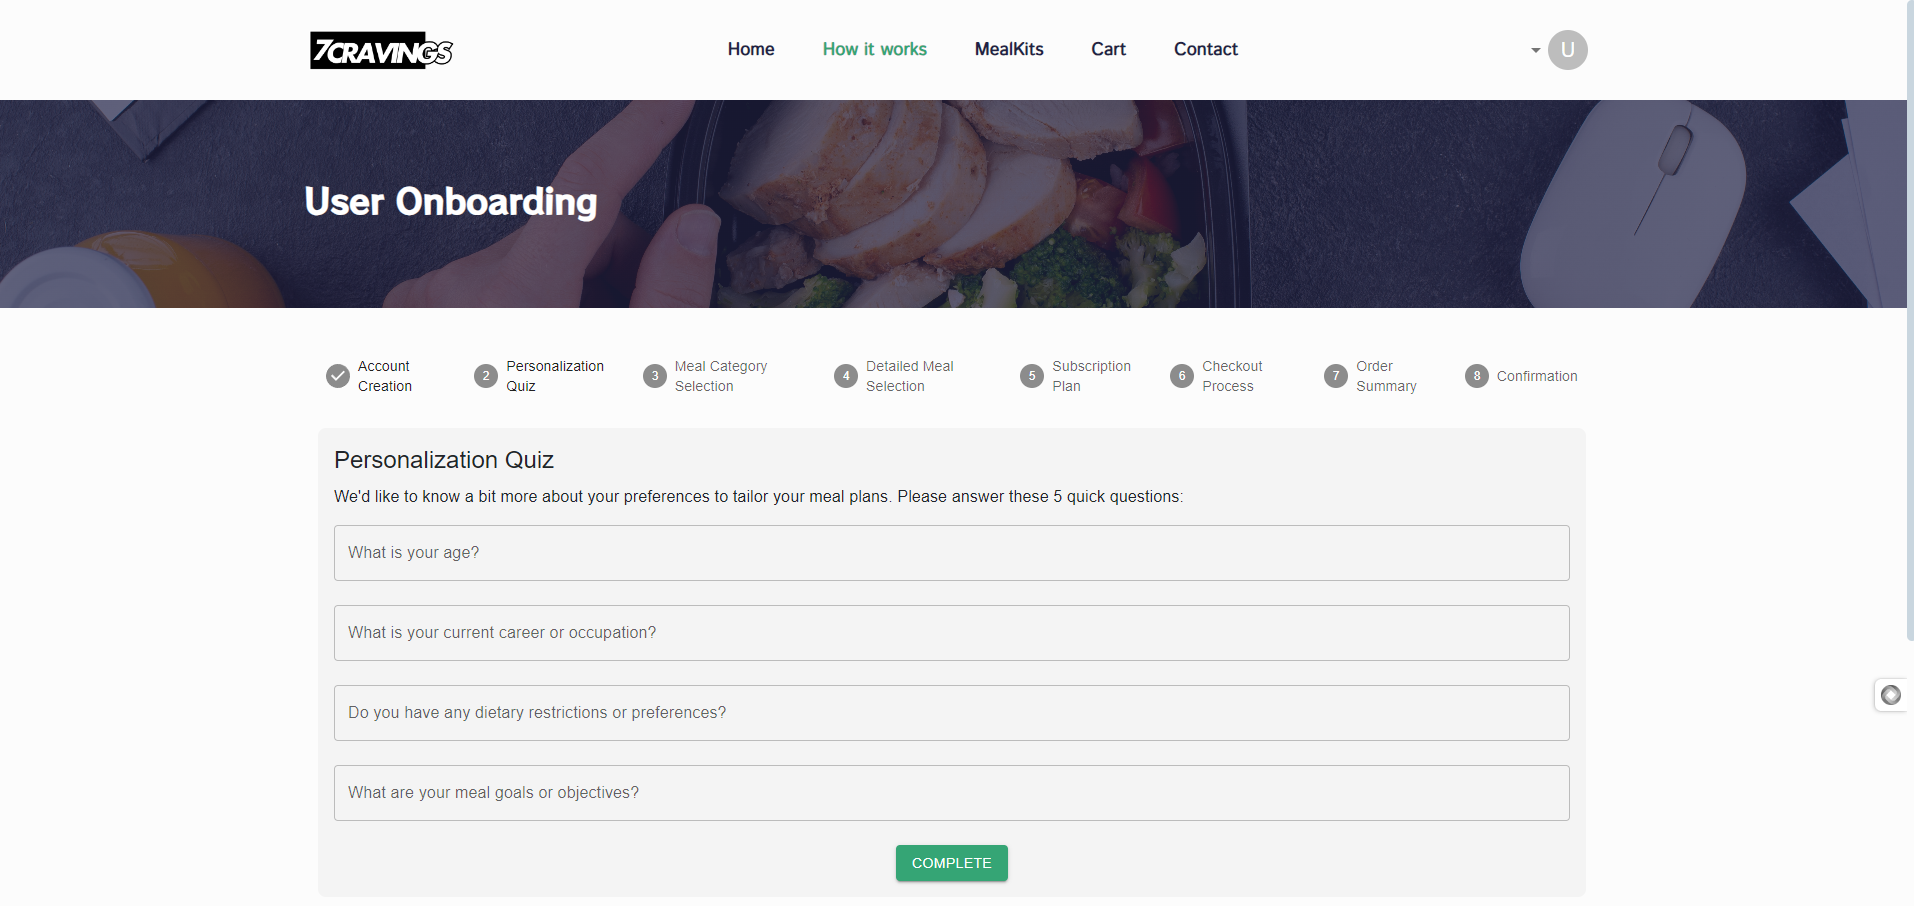 7CRAVINGS
Home
How it works
MealKits
Cart
Contact
U
User Onboarding
Account
Creation
2
Personalization
Quiz
3
Meal Category
Selection
4
Detailed Meal
Selection
5
Subscription
Plan
6
Checkout
Process
7
Order
Summary
8
Confirmation
Personalization Quiz
We'd like to know a bit more about your preferences to tailor your meal plans. Please answer these 5 quick questions:
What is your age?
What is your current career or occupation?
Do you have any dietary restrictions or preferences?
What are your meal goals or objectives?
COMPLETE